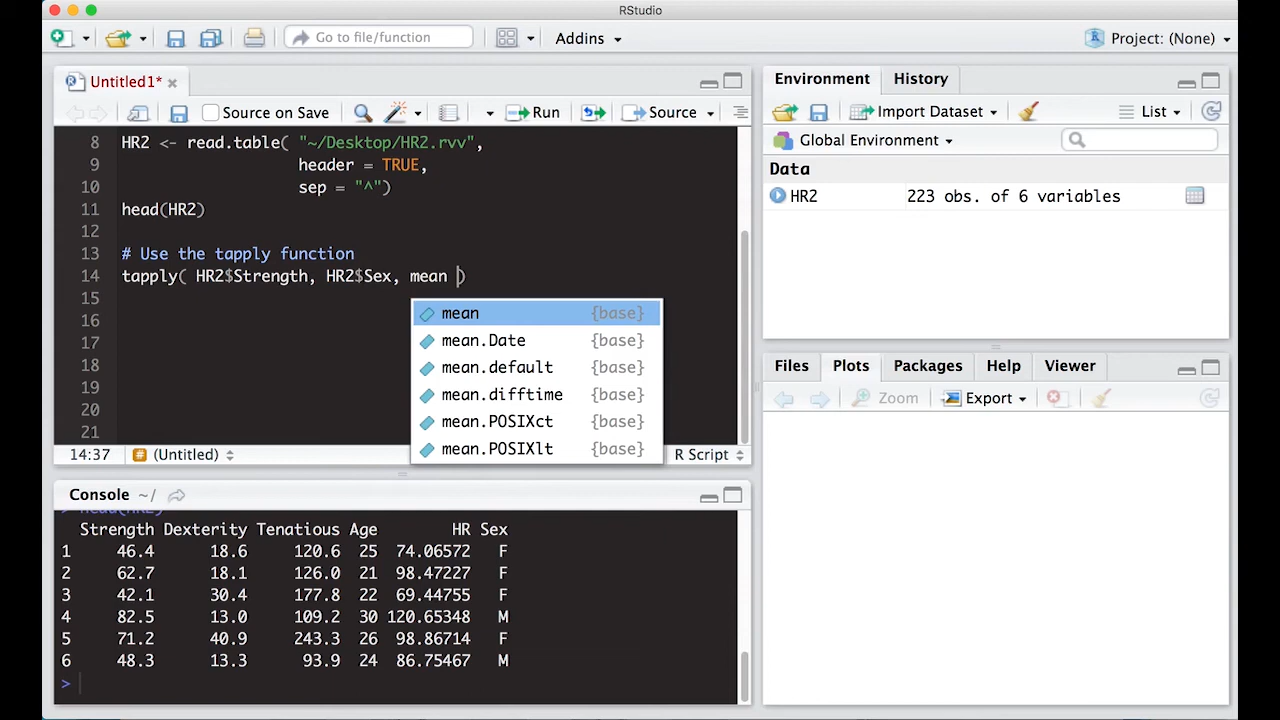 RStudio
Go to file/function
Addins
Project: (None)
Untitled1*
Source on Save
Run
Source
8 HR2 <- read.table( "~/Desktop/HR2.rvv",
9 header = TRUE,
10 sep = "^")
11 head(HR2)
12
13 # Use the tapply function
14 tapply( HR2$Strength, HR2$Sex, mean )
15
16
17
18
19
20
21
mean {base}
mean.Date {base}
mean.default {base}
mean.difftime {base}
mean.POSIXct {base}
mean.POSIXlt {base}
14:37 (Untitled) R Script
Console ~/
> head(HR2)
Strength Dexterity Tenatious Age HR Sex
1 46.4 18.6 120.6 25 74.06572 F
2 62.7 18.1 126.0 21 98.47227 F
3 42.1 30.4 177.8 22 69.44755 F
4 82.5 13.0 109.2 30 120.65348 M
5 71.2 40.9 243.3 26 98.86714 F
6 48.3 13.3 93.9 24 86.75467 M
>
Environment History
Import Dataset List
Global Environment
Data
HR2 223 obs. of 6 variables
Files Plots Packages Help Viewer
Zoom Export